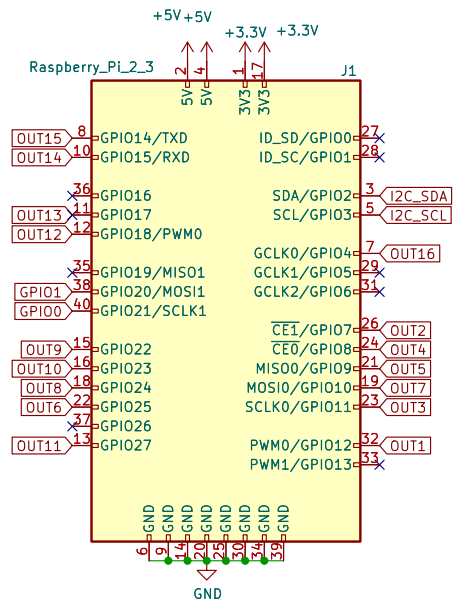 +5V +5V
+3.3V +3.3V
Raspberry_Pi_2_3
J1
2 4 1 17
5V 5V 3V3 3V3
OUT15 8 GPIO14/TXD ID_SD/GPIO0 27
OUT14 10 GPIO15/RXD ID_SC/GPIO1 28
36 GPIO16 SDA/GPIO2 3 I2C_SDA
OUT13 11 GPIO17 SCL/GPIO3 5 I2C_SCL
OUT12 12 GPIO18/PWM0
GCLK0/GPIO4 7 OUT16
35 GPIO19/MISO1 GCLK1/GPIO5 29
GPIO1 38 GPIO20/MOSI1 GCLK2/GPIO6 31
GPIO0 40 GPIO21/SCLK1
CE1/GPIO7 26 OUT2
OUT9 15 GPIO22 CE0/GPIO8 24 OUT4
OUT10 16 GPIO23 MISO0/GPIO9 21 OUT5
OUT8 18 GPIO24 MOSI0/GPIO10 19 OUT7
OUT6 22 GPIO25 SCLK0/GPIO11 23 OUT3
37 GPIO26
OUT11 13 GPIO27 PWM0/GPIO12 32 OUT1
PWM1/GPIO13 33
GND GND GND GND GND GND GND GND
6 9 14 20 25 30 34 39
GND